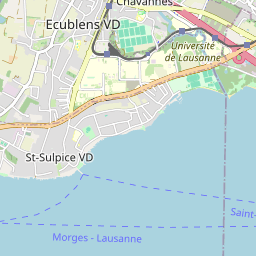 Chavannes
Ecublens VD
Université
de Lausanne
St-Sulpice VD
Saint-
Morges - Lausanne